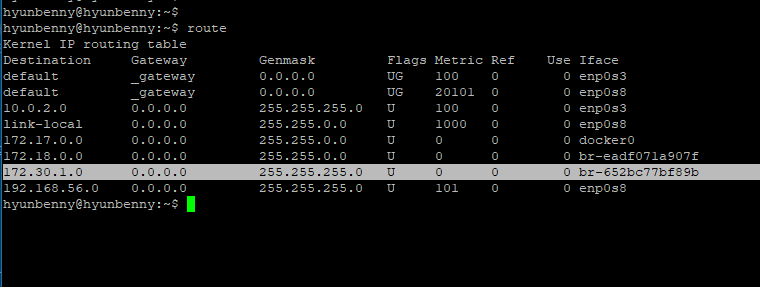 hyunbenny@hyunbenny:~$
hyunbenny@hyunbenny:~$ route
Kernel IP routing table
Destination Gateway Genmask Flags Metric Ref Use Iface
default _gateway 0.0.0.0 UG 100 0 0 enp0s3
default _gateway 0.0.0.0 UG 20101 0 0 enp0s8
10.0.2.0 0.0.0.0 255.255.255.0 U 100 0 0 enp0s3
link-local 0.0.0.0 255.255.0.0 U 1000 0 0 enp0s8
172.17.0.0 0.0.0.0 255.255.0.0 U 0 0 0 docker0
172.18.0.0 0.0.0.0 255.255.0.0 U 0 0 0 br-eadf071a907f
172.30.1.0 0.0.0.0 255.255.255.0 U 0 0 0 br-652bc77bf89b
192.168.56.0 0.0.0.0 255.255.255.0 U 101 0 0 enp0s8
hyunbenny@hyunbenny:~$